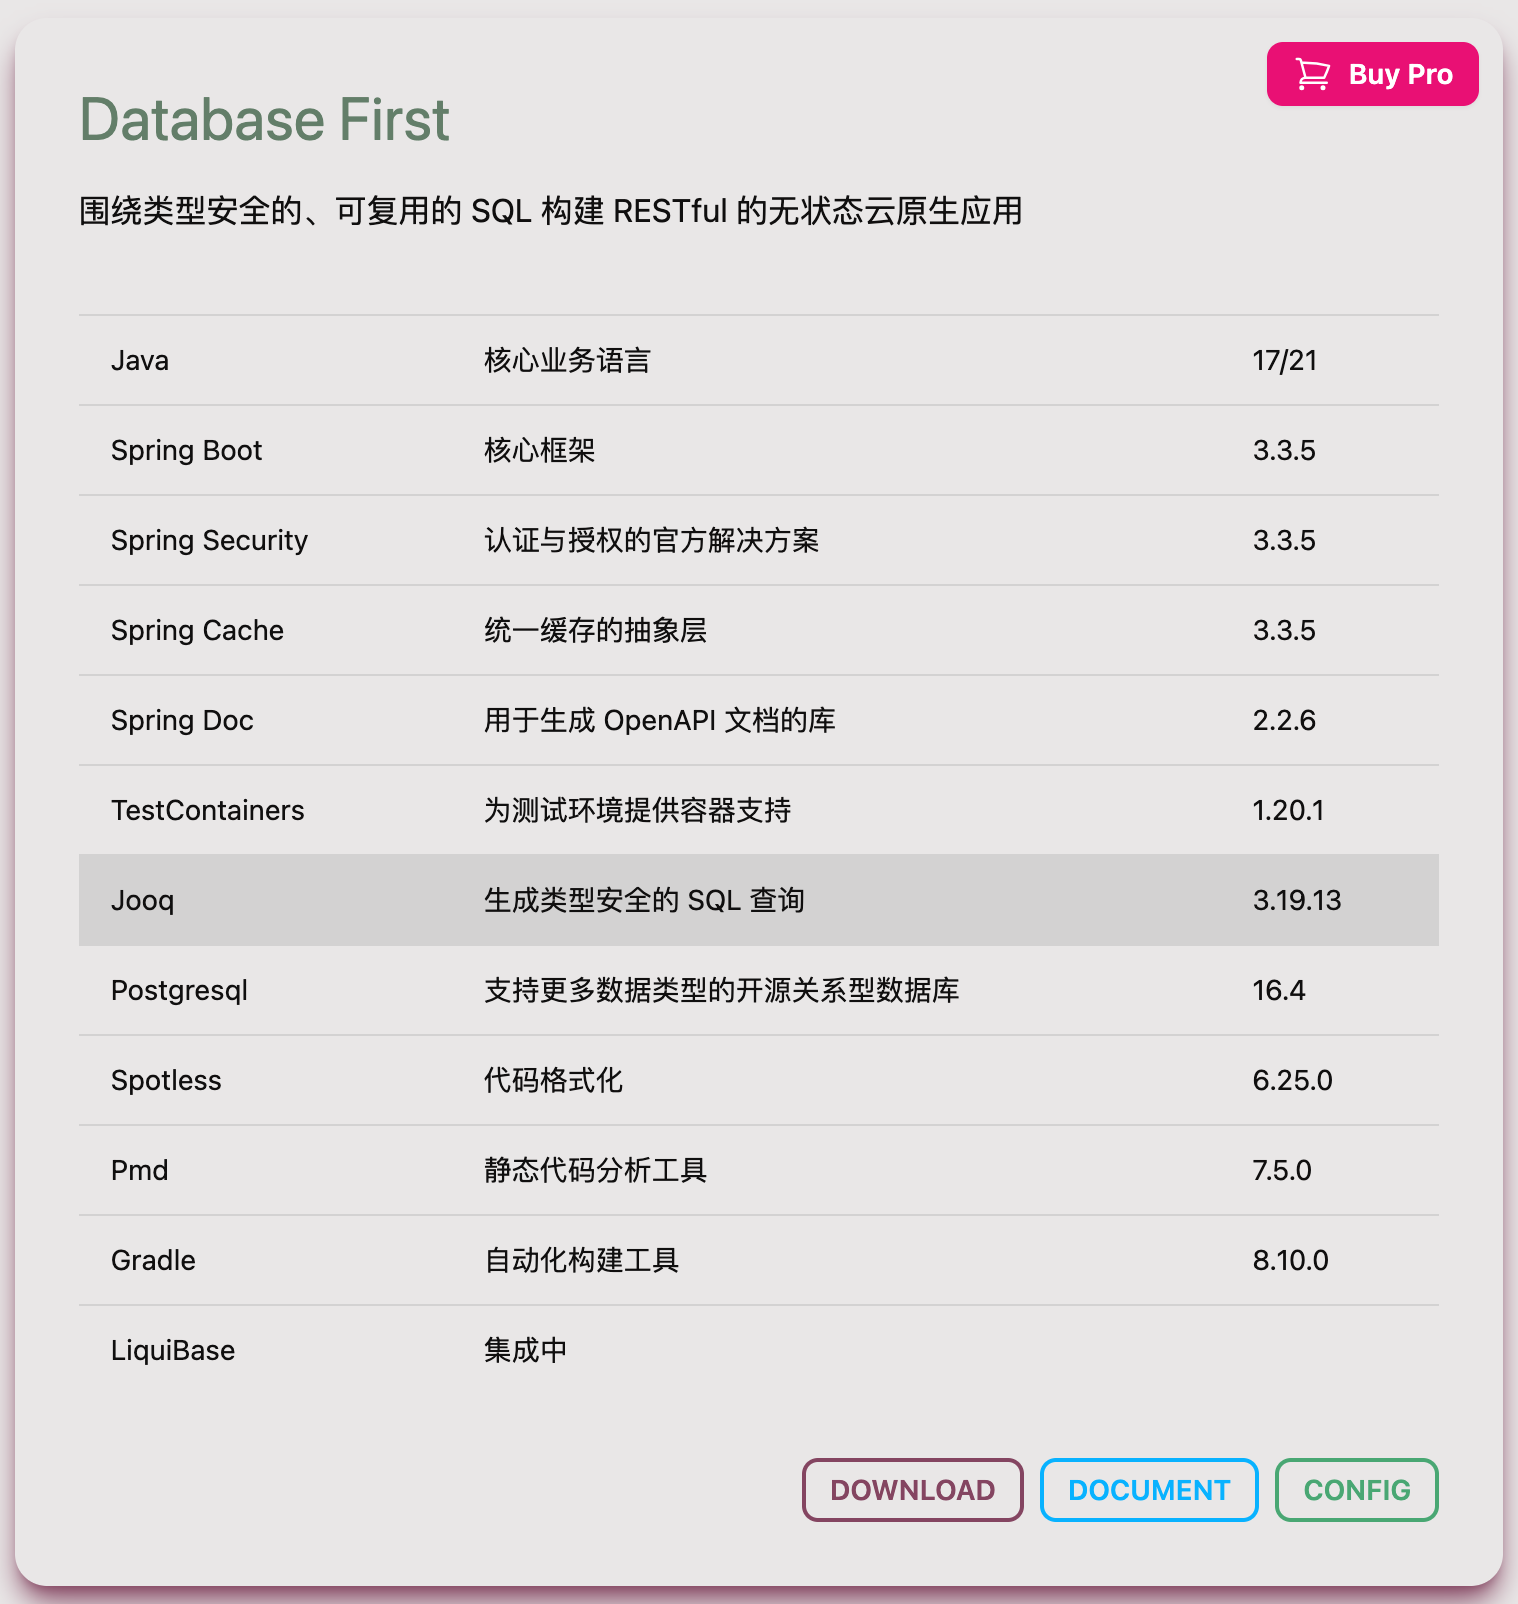 Buy Pro
Database First
围绕类型安全的、可复用的 SQL 构建 RESTful 的无状态云原生应用
Java 核心业务语言 17/21
Spring Boot 核心框架 3.3.5
Spring Security 认证与授权的官方解决方案 3.3.5
Spring Cache 统一缓存的抽象层 3.3.5
Spring Doc 用于生成 OpenAPI 文档的库 2.2.6
TestContainers 为测试环境提供容器支持 1.20.1
Jooq 生成类型安全的 SQL 查询 3.19.13
Postgresql 支持更多数据类型的开源关系型数据库 16.4
Spotless 代码格式化 6.25.0
Pmd 静态代码分析工具 7.5.0
Gradle 自动化构建工具 8.10.0
LiquiBase 集成中
DOWNLOAD DOCUMENT CONFIG